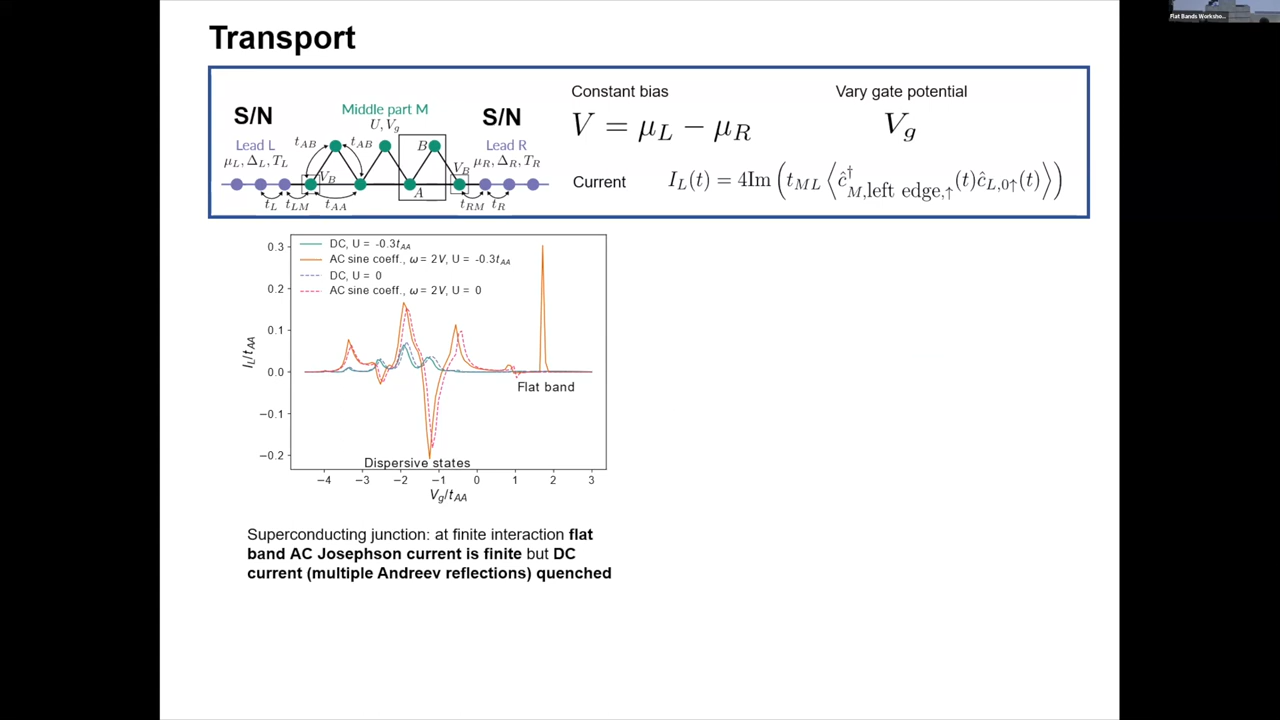 Flat Bands Worksho...
Transport
S/N
Middle part M
U, V_g
S/N
Constant bias
Vary gate potential
V = μ_L − μ_R
V_g
Lead L
t_AB
t_AB
B
Lead R
μ_L, Δ_L, T_L
V_B
V_B
μ_R, Δ_R, T_R
A
t_L
t_LM
t_AA
t_RM
t_R
Current
I_L(t) = 4Im(t_ML ⟨ĉ†_M,left edge,↑(t)ĉ_L,0↑(t)⟩)
DC, U = -0.3t_AA
AC sine coeff., ω = 2V, U = -0.3t_AA
DC, U = 0
AC sine coeff., ω = 2V, U = 0
0.3
0.2
0.1
0.0
−0.1
−0.2
I_L/t_AA
Flat band
Dispersive states
−4 −3 −2 −1 0 1 2 3
V_g/t_AA
Superconducting junction: at finite interaction flat
band AC Josephson current is finite but DC
current (multiple Andreev reflections) quenched